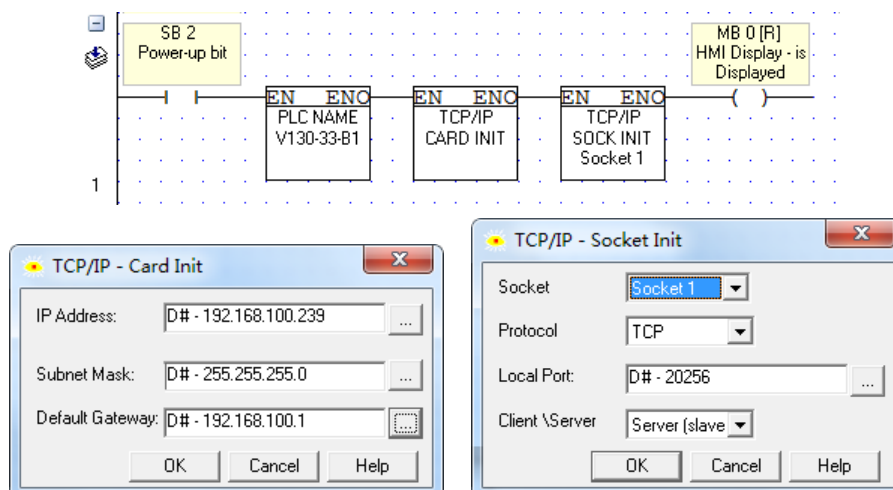 SB 2
Power-up bit
MB 0 [R]
HMI Display - is
Displayed
EN ENO
PLC NAME
V130-33-B1
EN ENO
TCP/IP
CARD INIT
EN ENO
TCP/IP
SOCK INIT
Socket 1
1
TCP/IP - Card Init
IP Address: D# - 192.168.100.239 ...
Subnet Mask: D# - 255.255.255.0 ...
Default Gateway: D# - 192.168.100.1 ...
OK Cancel Help
TCP/IP - Socket Init
Socket Socket 1
Protocol TCP
Local Port: D# - 20256 ...
Client \Server Server (slave
OK Cancel Help